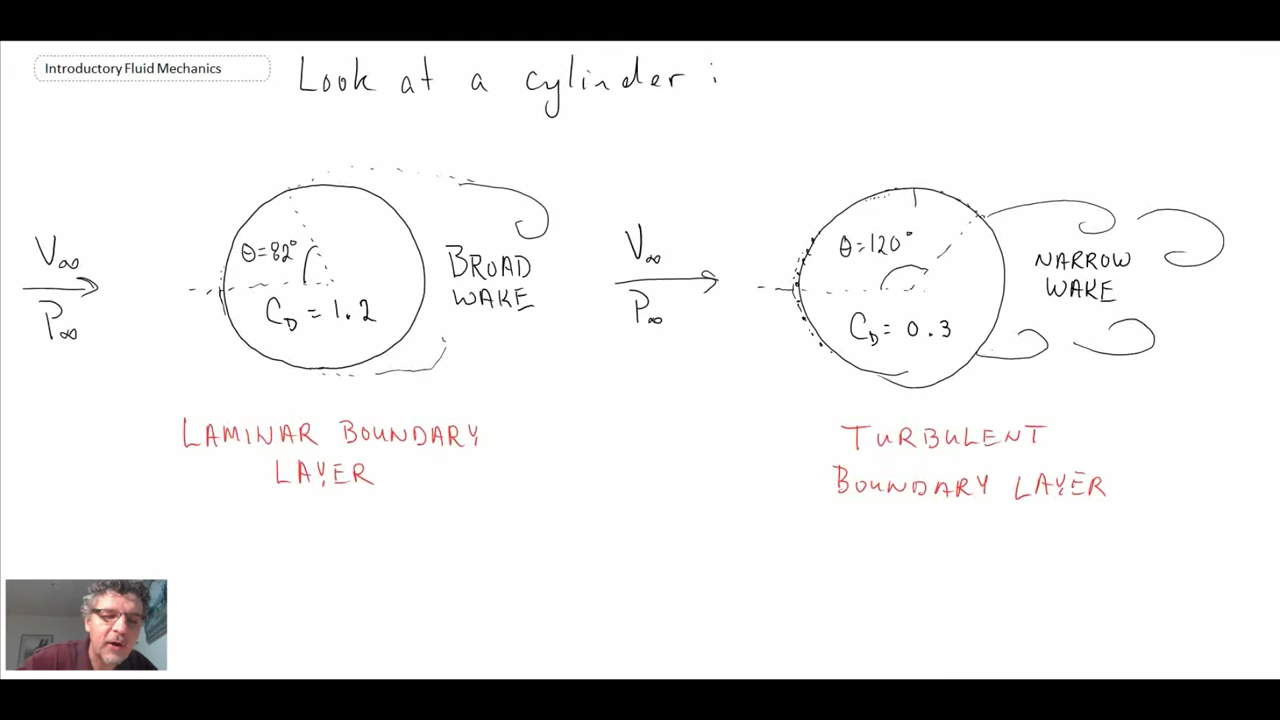 Introductory Fluid Mechanics
Look at a cylinder :
V∞
P∞
θ=82°
C_D = 1.2
BROAD
WAKE
V∞
P∞
θ=120°
C_D = 0.3
NARROW
WAKE
LAMINAR BOUNDARY
LAYER
TURBULENT
BOUNDARY LAYER